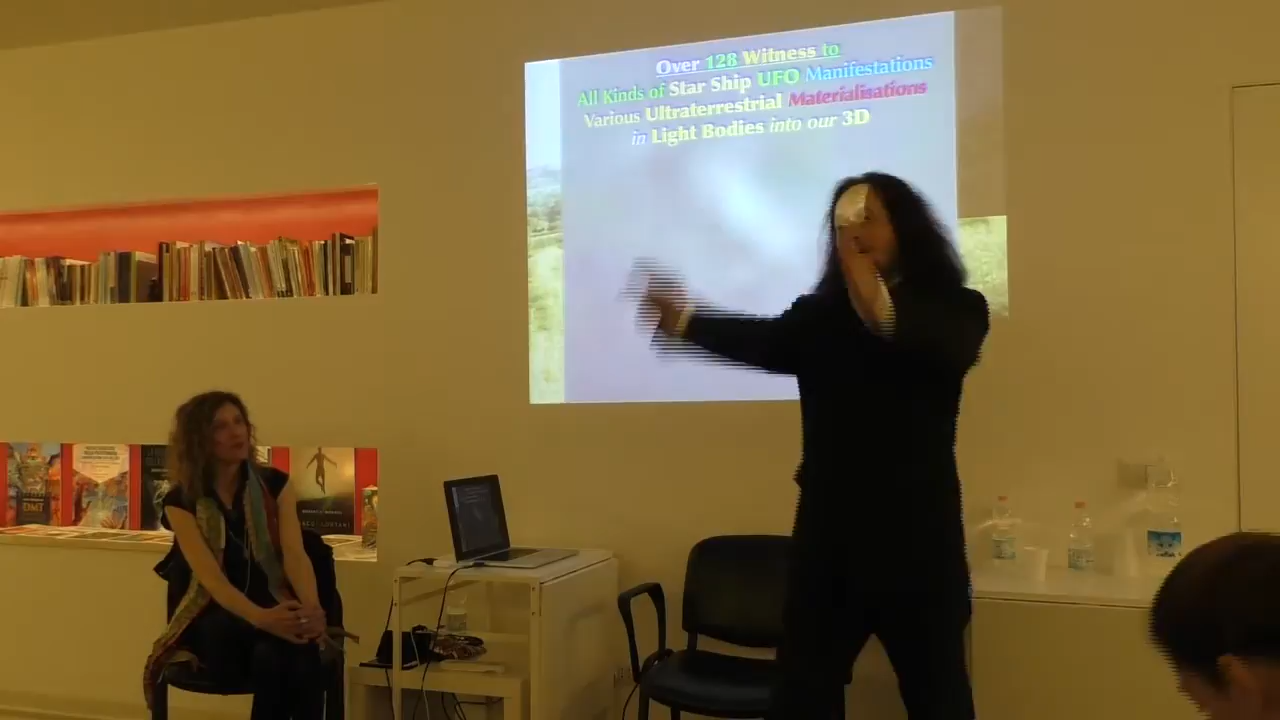 Over 128 Witness to
All Kinds of Star Ship UFO Manifestations
Various Ultraterrestrial Materialisations
in Light Bodies into our 3D
DMT